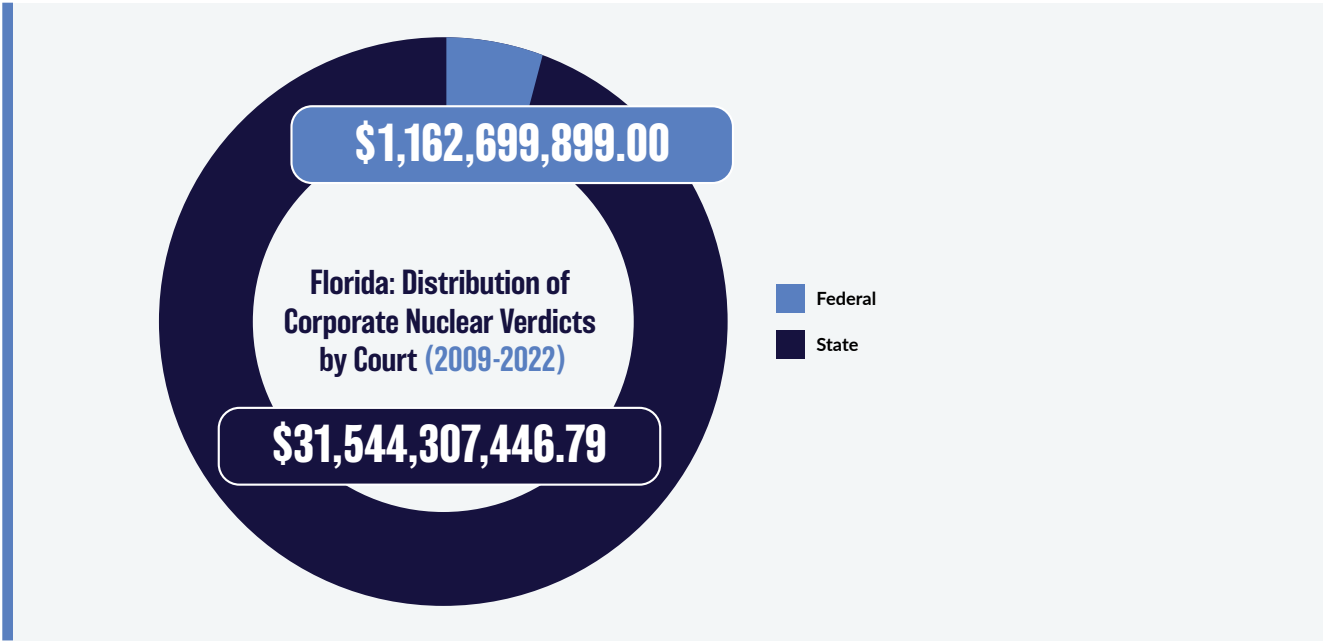 $1,162,699,899.00
Florida: Distribution of
Corporate Nuclear Verdicts
by Court (2009-2022)
$31,544,307,446.79
Federal
State